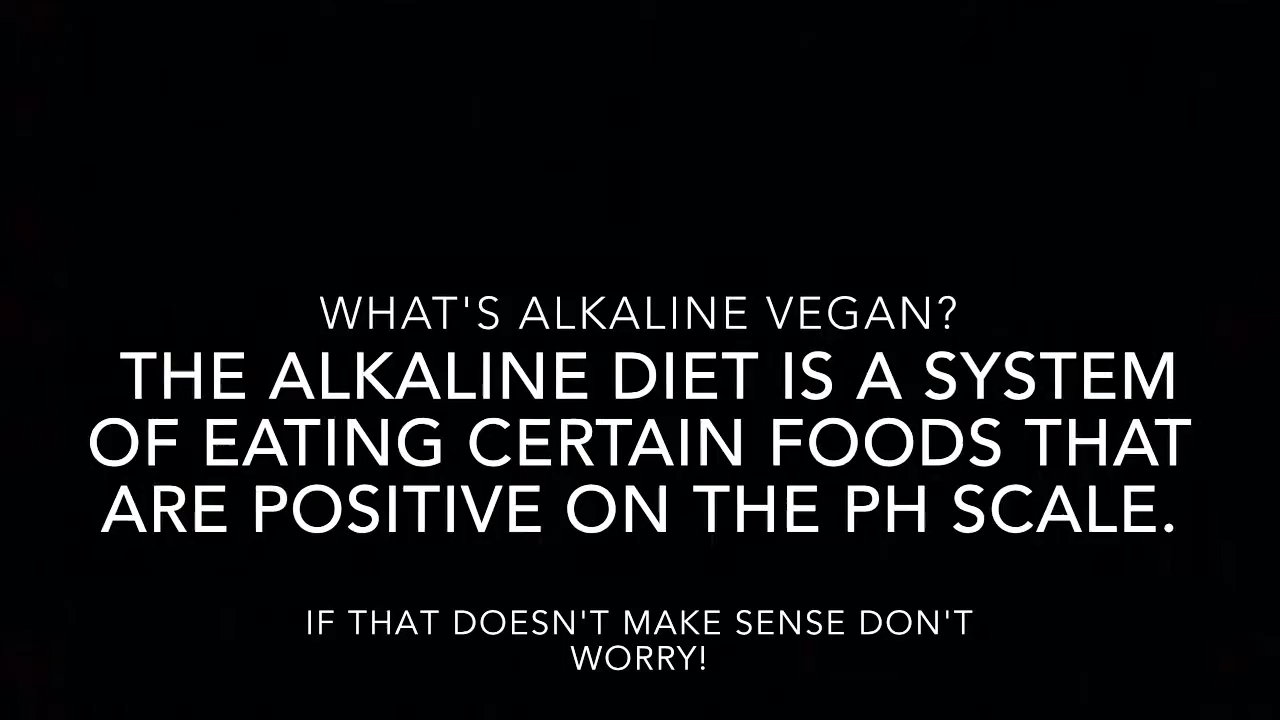 WHAT'S ALKALINE VEGAN?
THE ALKALINE DIET IS A SYSTEM
OF EATING CERTAIN FOODS THAT
ARE POSITIVE ON THE PH SCALE.
IF THAT DOESN'T MAKE SENSE DON'T
WORRY!